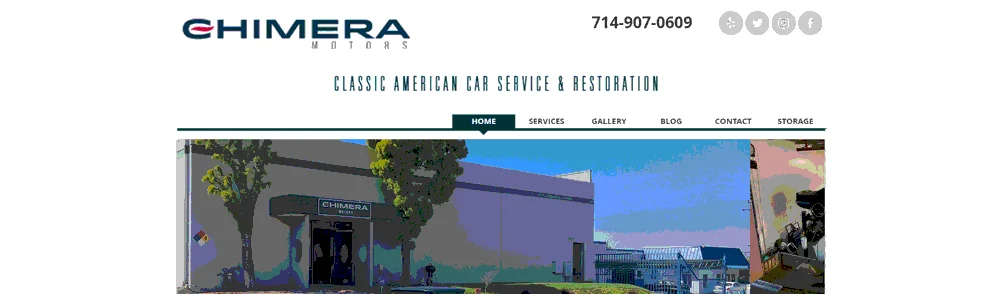 CHIMERA
MOTORS
714-907-0609
CLASSIC AMERICAN CAR SERVICE & RESTORATION
HOME SERVICES GALLERY BLOG CONTACT STORAGE
CHIMERA
MOTORS